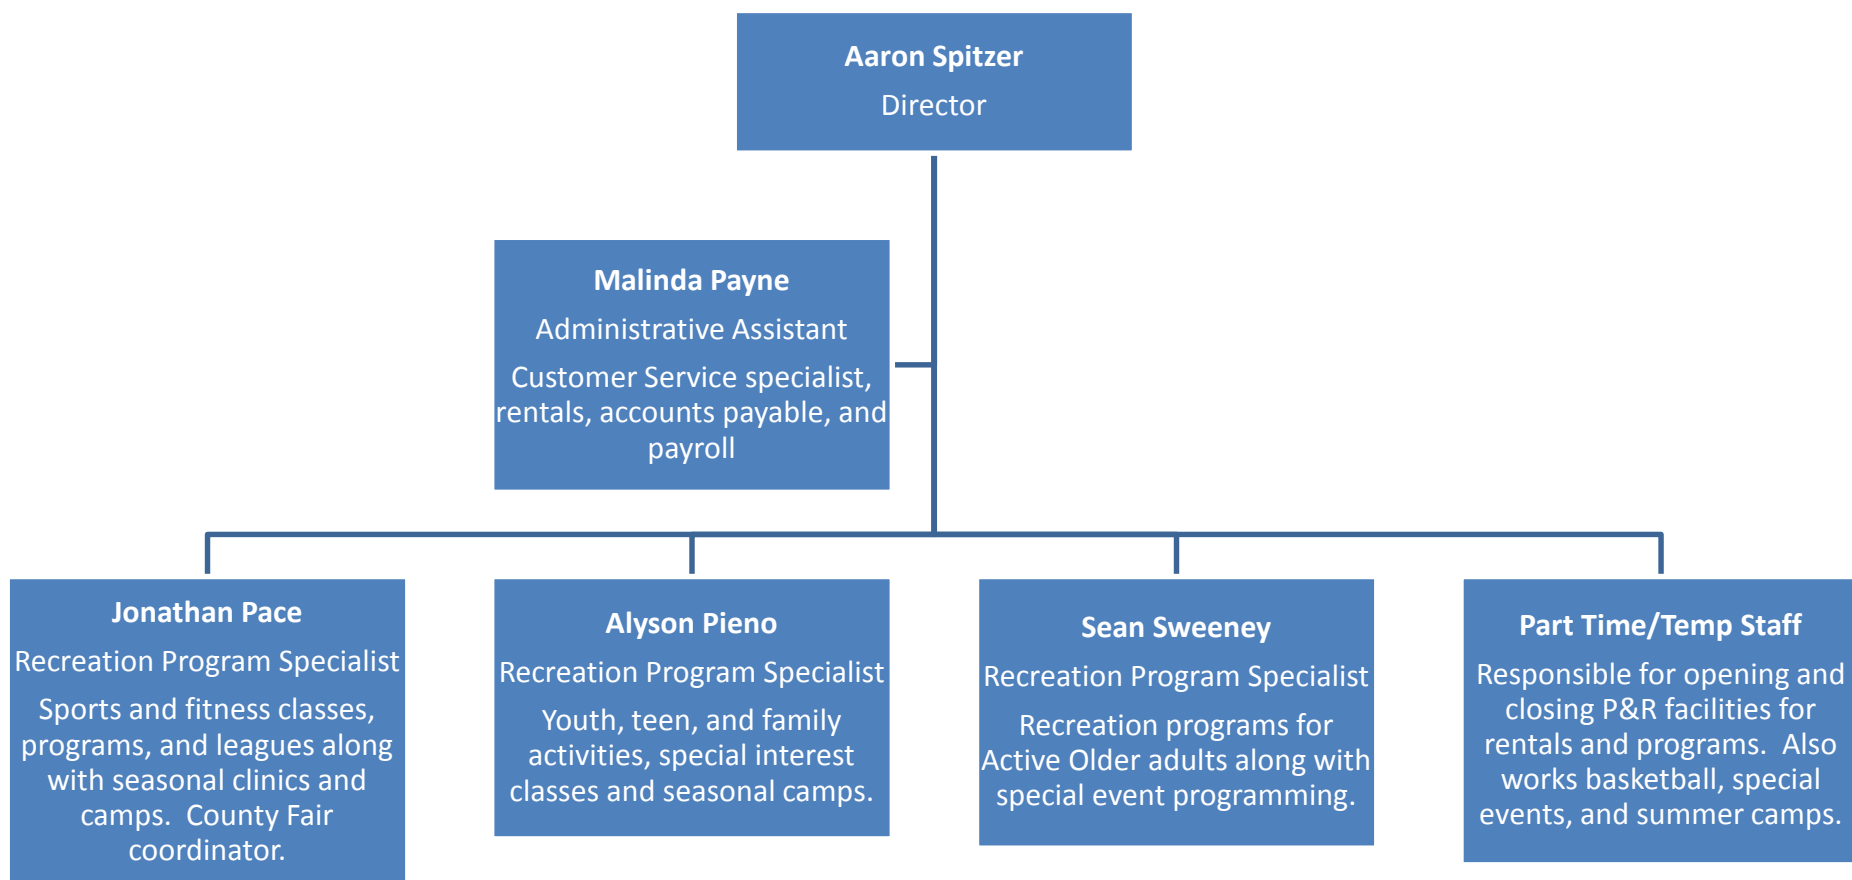 Aaron Spitzer
Director
Malinda Payne
Administrative Assistant
Customer Service specialist,
rentals, accounts payable, and
payroll
Jonathan Pace
Recreation Program Specialist
Sports and fitness classes,
programs, and leagues along
with seasonal clinics and
camps.  County Fair
coordinator.
Alyson Pieno
Recreation Program Specialist
Youth, teen, and family
activities, special interest
classes and seasonal camps.
Sean Sweeney
Recreation Program Specialist
Recreation programs for
Active Older adults along with
special event programming.
Part Time/Temp Staff
Responsible for opening and
closing P&R facilities for
rentals and programs.  Also
works basketball, special
events, and summer camps.